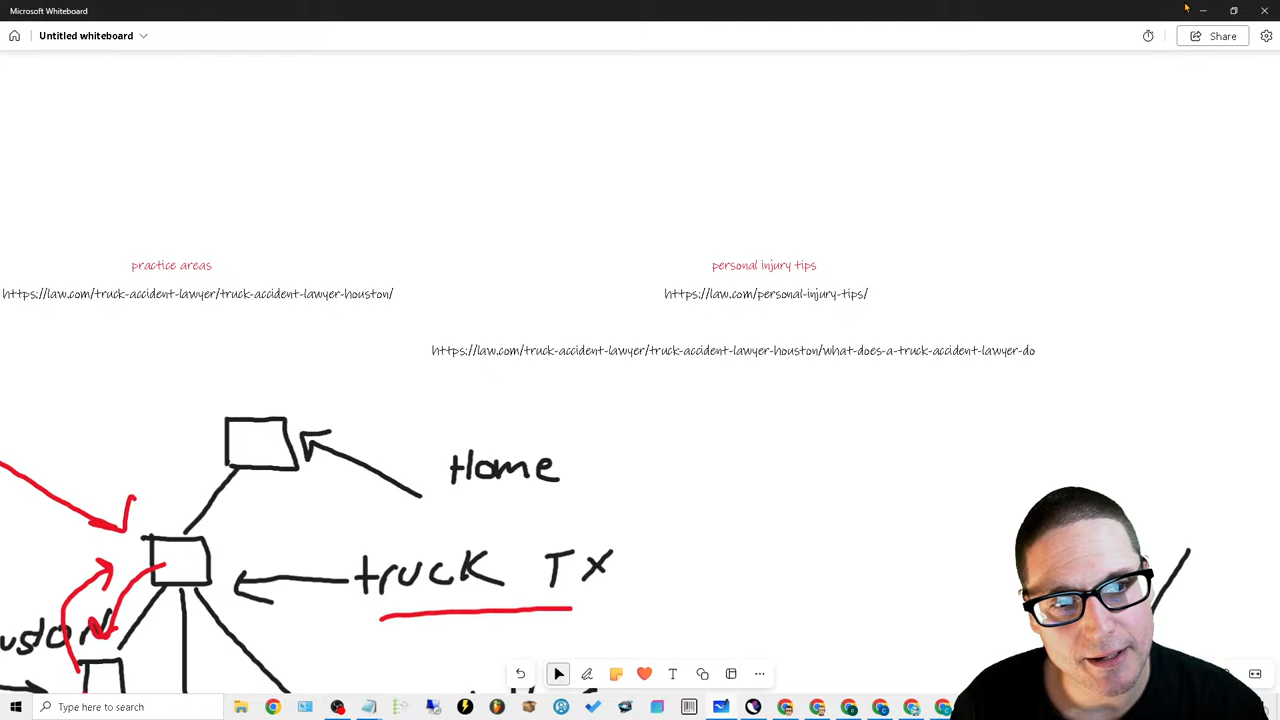 Microsoft Whiteboard
Untitled whiteboard
Share
practice areas
personal injury tips
https://law.com/truck-accident-lawyer/truck-accident-lawyer-houston/
https://law.com/personal-injury-tips/
https://law.com/truck-accident-lawyer/truck-accident-lawyer-houston/what-does-a-truck-accident-lawyer-do
Home
truck TX
Type here to search